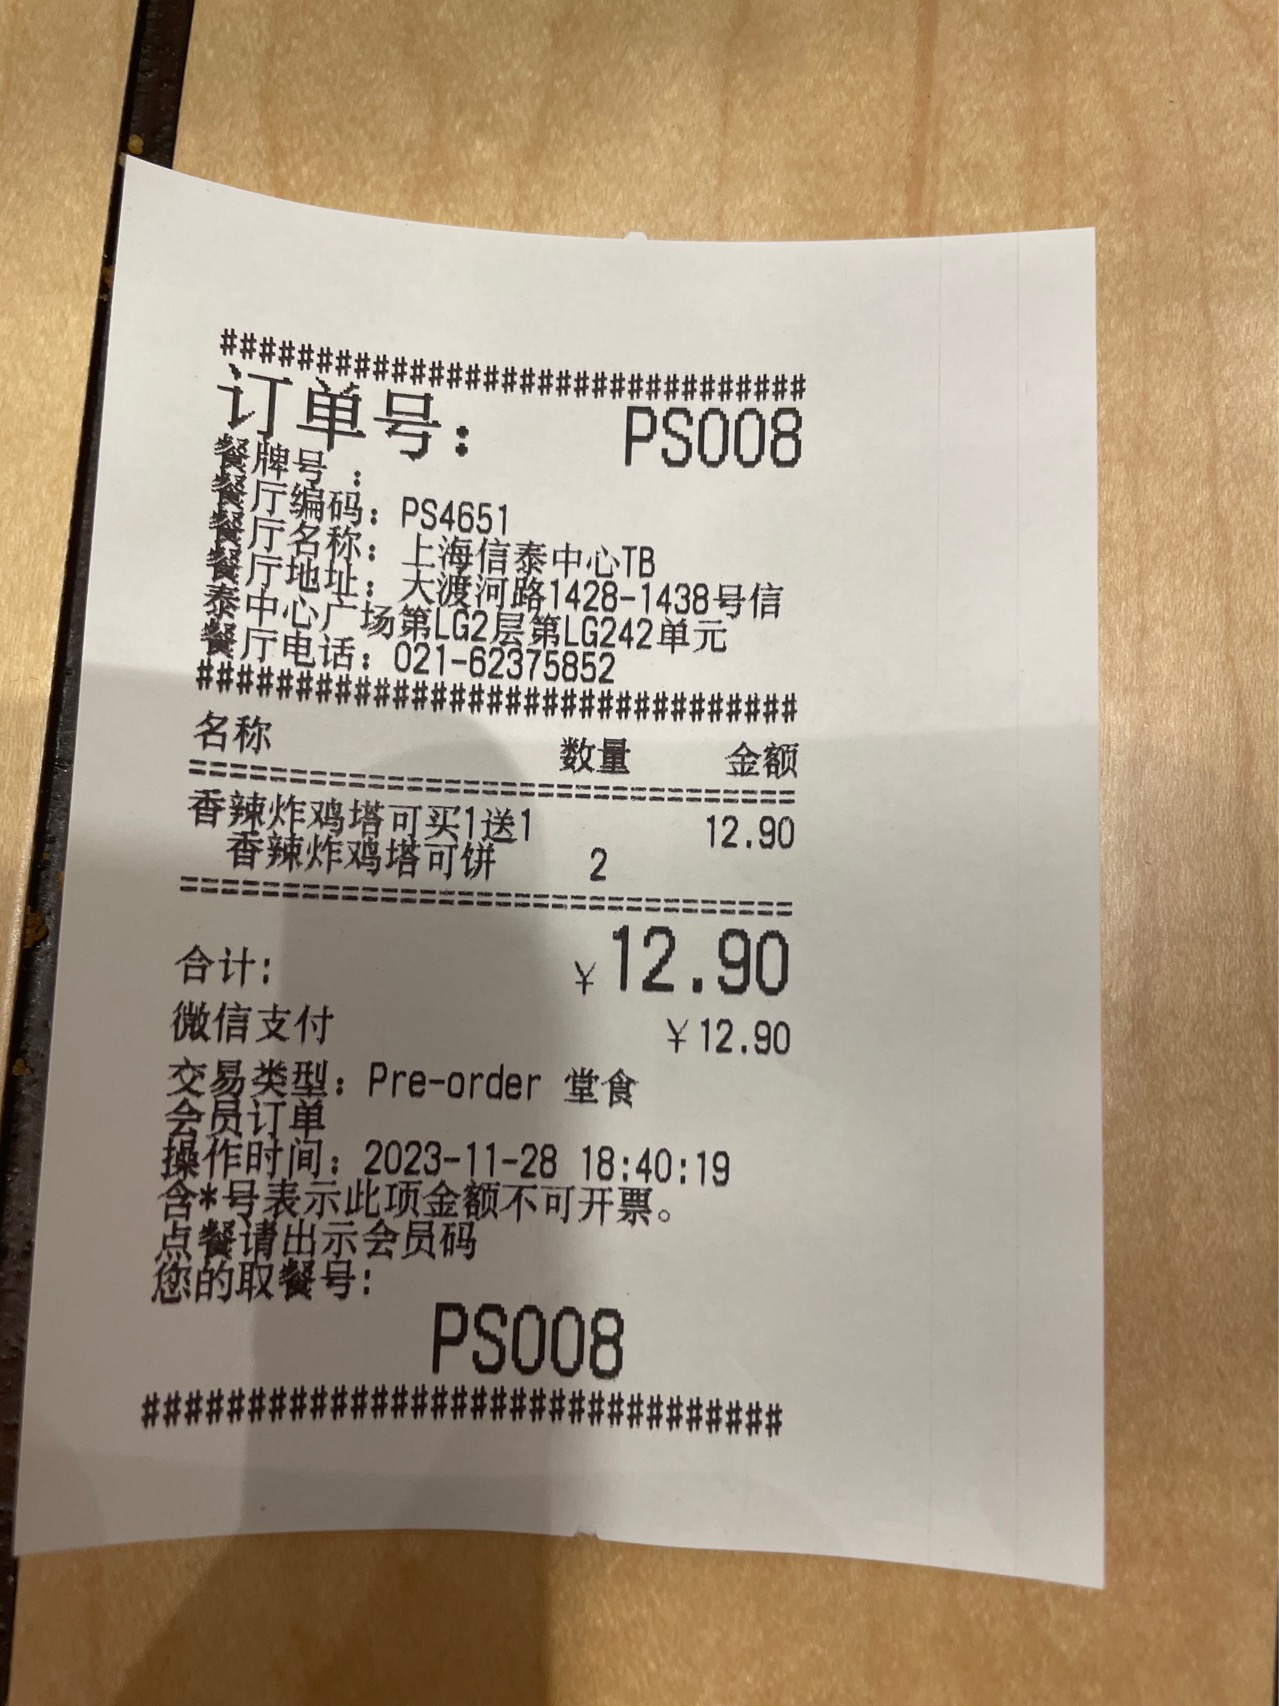 ################################
订单号： PS008
餐牌号 ：
餐厅编码： PS4651
餐厅名称： 上海信泰中心TB
餐厅地址： 大渡河路1428-1438号信
泰中心广场第LG2层第LG242单元
餐厅电话： 021-62375852
################################
名称 数量 金额
================================
香辣炸鸡塔可买1送1 12.90
香辣炸鸡塔可饼 2
================================
合计: ￥12.90
微信支付 ￥12.90
交易类型：Pre-order 堂食
会员订单
操作时间：2023-11-28 18:40:19
含*号表示此项金额不可开票。
点餐请出示会员码
您的取餐号:
PS008
################################